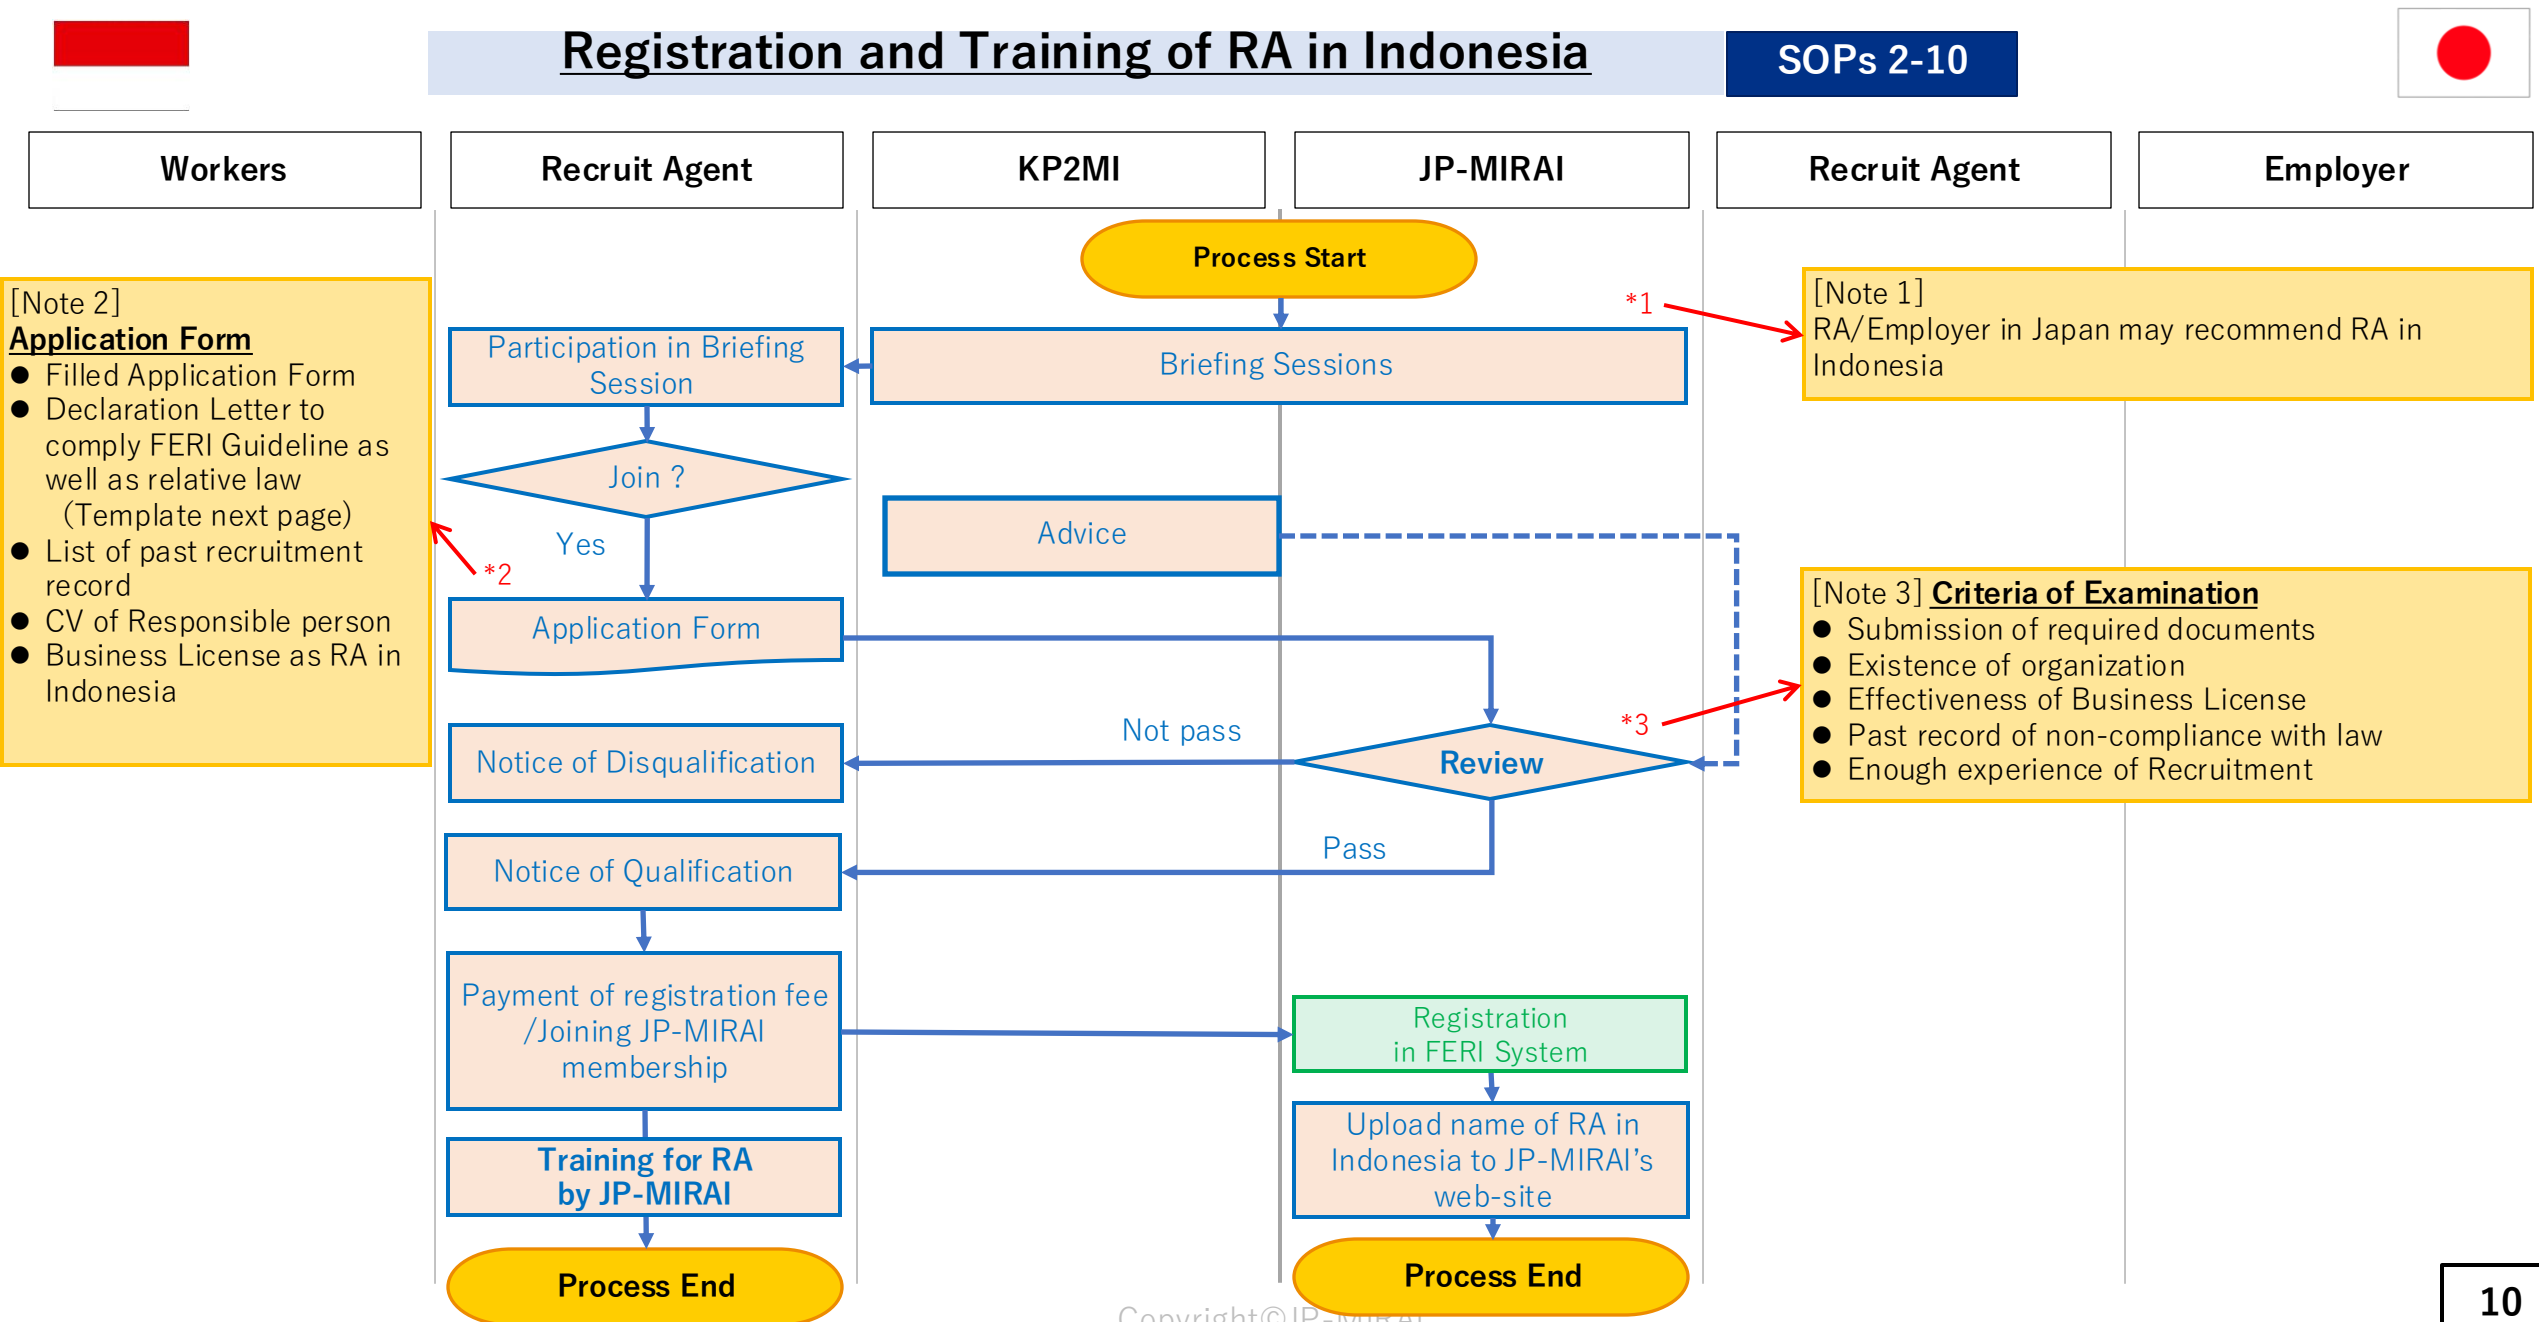 Registration and Training of RA in Indonesia
SOPs 2-10
Workers
Recruit Agent
KP2MI
JP-MIRAI
Recruit Agent
Employer
Process Start
[Note 2]
Application Form
● Filled Application Form
● Declaration Letter to
comply FERI Guideline as
well as relative law
(Template next page)
● List of past recruitment
record
● CV of Responsible person
● Business License as RA in
Indonesia
*1
[Note 1]
RA/Employer in Japan may recommend RA in
Indonesia
Participation in Briefing
Session
Briefing Sessions
Join ?
Yes
*2
Advice
Application Form
[Note 3] Criteria of Examination
● Submission of required documents
● Existence of organization
● Effectiveness of Business License
● Past record of non-compliance with law
● Enough experience of Recruitment
*3
Not pass
Notice of Disqualification
Review
Pass
Notice of Qualification
Payment of registration fee
/Joining JP-MIRAI
membership
Registration
in FERI System
Upload name of RA in
Indonesia to JP-MIRAI’s
web-site
Training for RA
by JP-MIRAI
Process End
Process End
Copyright©JP-MIRAI
10